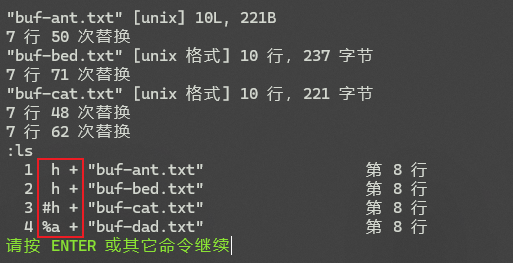 "buf-ant.txt" [unix] 10L, 221B
7 行 50 次替换
"buf-bed.txt" [unix 格式] 10 行, 237 字节
7 行 71 次替换
"buf-cat.txt" [unix 格式] 10 行, 221 字节
7 行 48 次替换
7 行 62 次替换
:ls
1 h + "buf-ant.txt" 第 8 行
2 h + "buf-bed.txt" 第 8 行
3 #h + "buf-cat.txt" 第 8 行
4 %a + "buf-dad.txt" 第 8 行
请按 ENTER 或其它命令继续